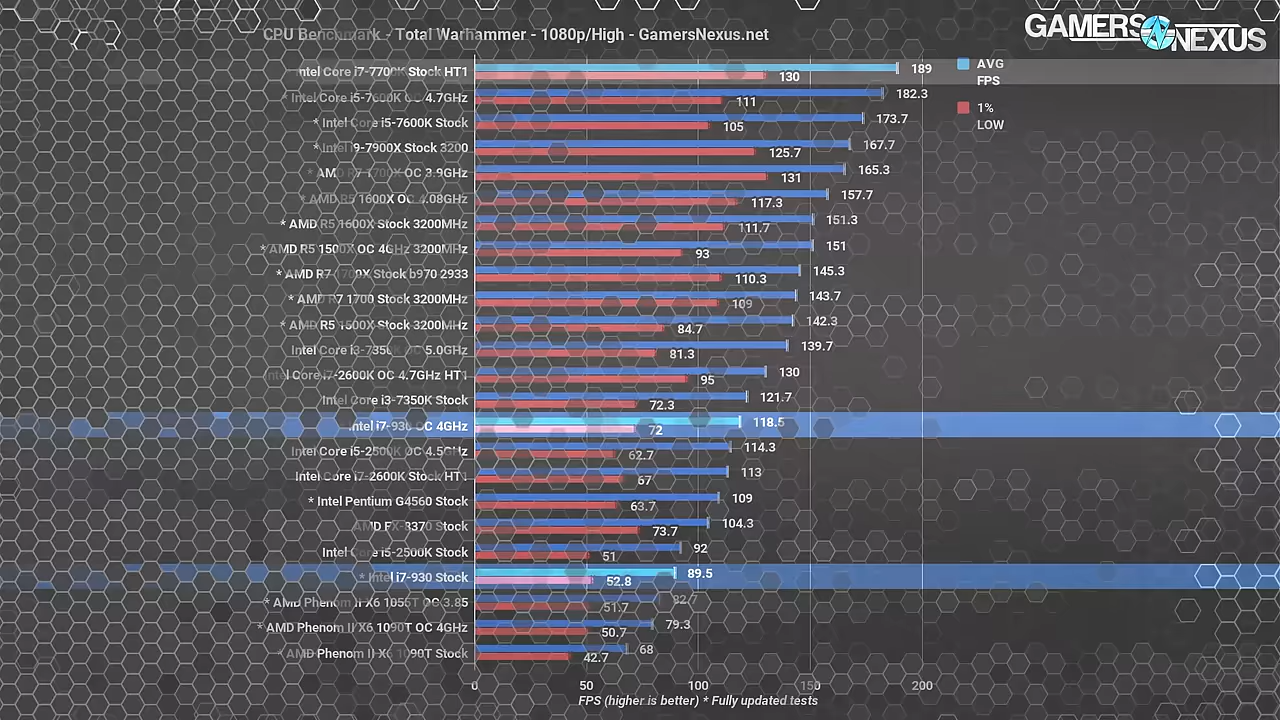 GAMERS NEXUS
CPU Benchmark - Total Warhammer - 1080p/High - GamersNexus.net
AVG FPS
1% LOW
Intel Core i7-7700K Stock HT1 189 130
Intel Core i5-7600K OC 4.7GHz 182.3 111
* Intel Core i5-7600K Stock 173.7 105
* Intel i9-7900X Stock 3200 167.7 125.7
* AMD R7 1700X OC 3.9GHz 165.3 131
* AMD R5 1600X OC 4.08GHz 157.7 117.3
* AMD R5 1600X Stock 3200MHz 151.3 111.7
* AMD R5 1500X OC 4GHz 3200MHz 151 93
* AMD R7 1700X Stock b970 2933 145.3 110.3
* AMD R7 1700 Stock 3200MHz 143.7 109
* AMD R5 1500X Stock 3200MHz 142.3 84.7
Intel Core i3-7350K OC 5.0GHz 139.7 81.3
Intel Core i7-2600K OC 4.7GHz HT1 130 95
Intel Core i3-7350K Stock 121.7 72.3
Intel i7-930 OC 4GHz 118.5 72
Intel Core i5-2500K OC 4.5GHz 114.3 62.7
Intel Core i7-2600K Stock HT1 113 67
* Intel Pentium G4560 Stock 109 63.7
AMD FX-8370 Stock 104.3 73.7
Intel Core i5-2500K Stock 92 51
* Intel i7-930 Stock 89.5 52.8
* AMD Phenom II X6 1055T OC 3.85 82.7 51.7
* AMD Phenom II X6 1090T OC 4GHz 79.3 50.7
* AMD Phenom II X6 1090T Stock 68 42.7
0 50 100 150 200
FPS (higher is better) * Fully updated tests